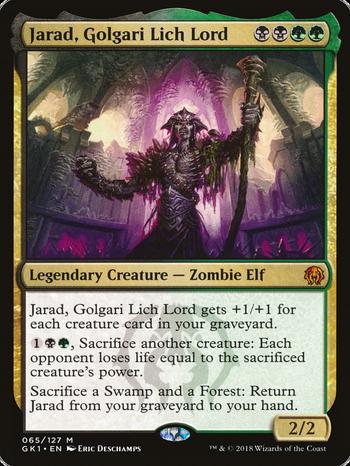 Jarad, Golgari Lich Lord
Legendary Creature — Zombie Elf
Jarad, Golgari Lich Lord gets +1/+1 for
each creature card in your graveyard.
1, Sacrifice another creature: Each
opponent loses life equal to the sacrificed
creature's power.
Sacrifice a Swamp and a Forest: Return
Jarad from your graveyard to your hand.
2/2
065/127 M
GK1 • EN Eric Deschamps
™ & © 2018 Wizards of the Coast